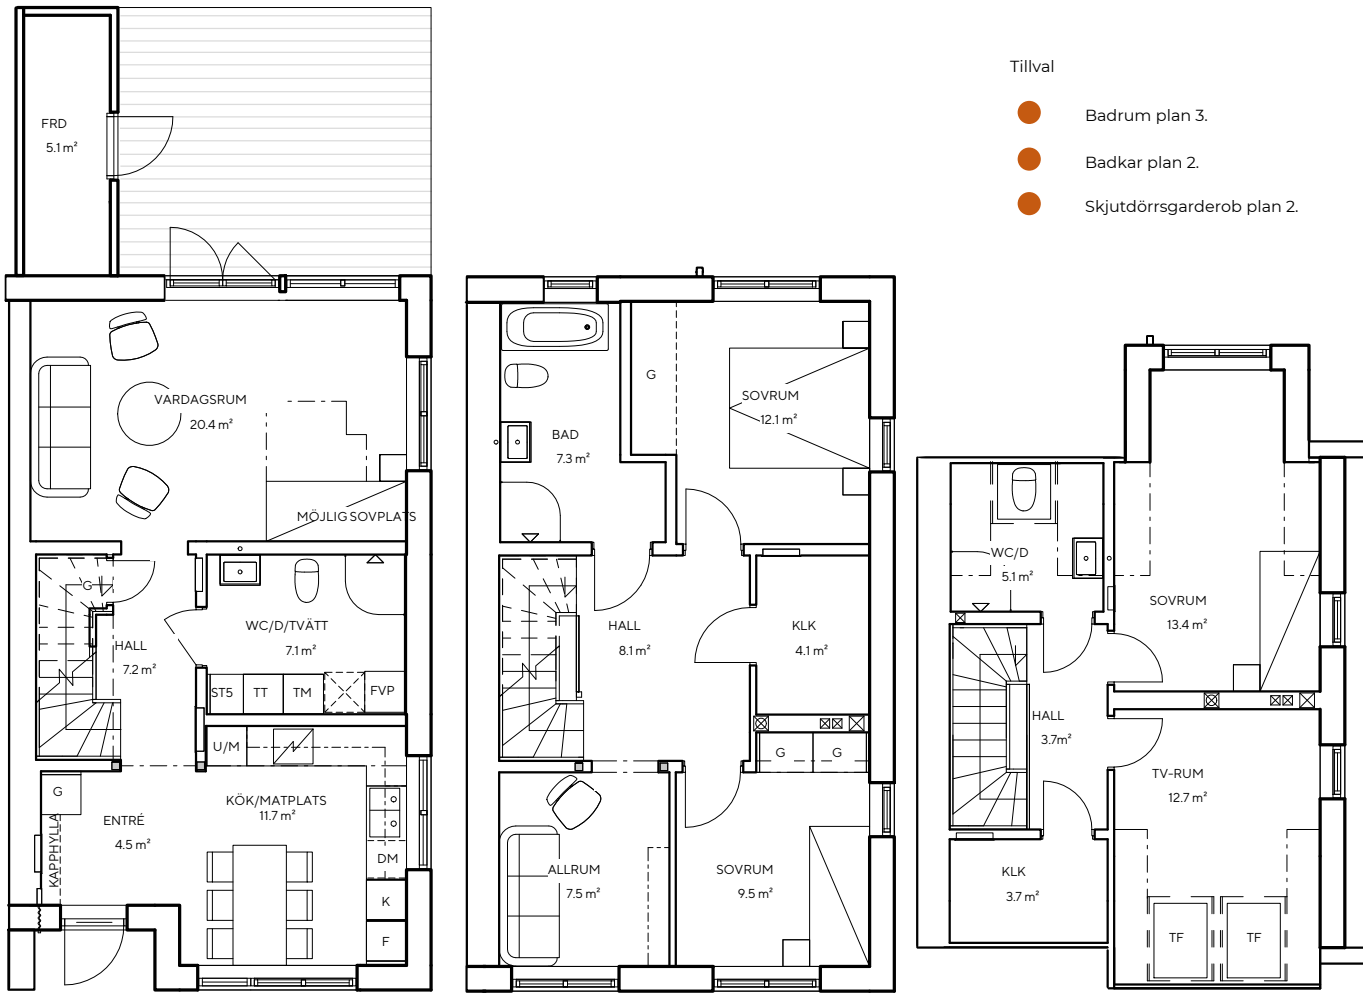 Tillval
Badrum plan 3.
Badkar plan 2.
Skjutdörrsgarderob plan 2.
FRD
5.1 m²
VARDAGSRUM
20.4 m²
MÖJLIG SOVPLATS
G
HALL
7.2 m²
WC/D/TVÄTT
7.1 m²
ST5
TT
TM
FVP
U/M
G
KAPPHYLLA
ENTRÉ
4.5 m²
KÖK/MATPLATS
11.7 m²
DM
K
F
G
SOVRUM
12.1 m²
BAD
7.3 m²
HALL
8.1 m²
KLK
4.1 m²
G
G
ALLRUM
7.5 m²
SOVRUM
9.5 m²
WC/D
5.1 m²
SOVRUM
13.4 m²
HALL
3.7m²
TV-RUM
12.7 m²
KLK
3.7 m²
TF
TF